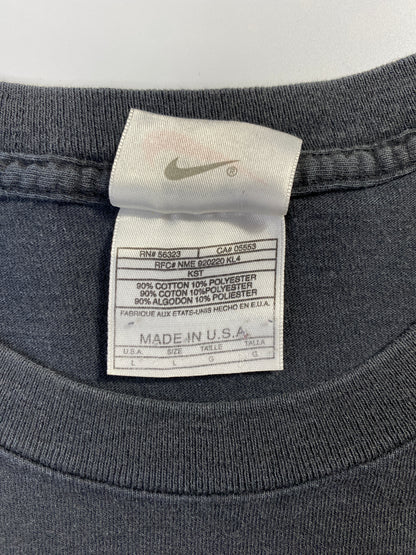 ®
RN# 56323 CA# 05553
RFC# NME 920220 KL4
KST
90% COTTON 10% POLYESTER
90% COTON 10%POLYESTER
90% ALGODON 10% POLIESTER
FABRIQUÉ AUX ETATS-UNIS HECHO EN E.U.A.
MADE IN U.S.A.
U.S.A. SIZE TAILLE TALLA
L L G G